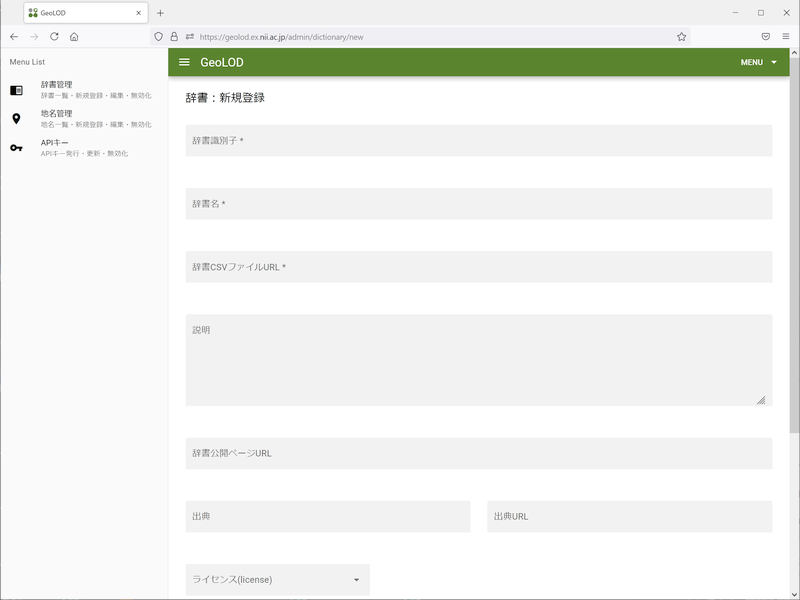 GeoLOD
https://geolod.ex.nii.ac.jp/admin/dictionary/new
Menu List
辞書管理
辞書一覧・新規登録・編集・無効化
地名管理
地名一覧・新規登録・編集・無効化
APIキー
APIキー発行・更新・無効化
GeoLOD
MENU
辞書：新規登録
辞書識別子 *
辞書名 *
辞書CSVファイルURL *
説明
辞書公開ページURL
出典
出典URL
ライセンス(license)